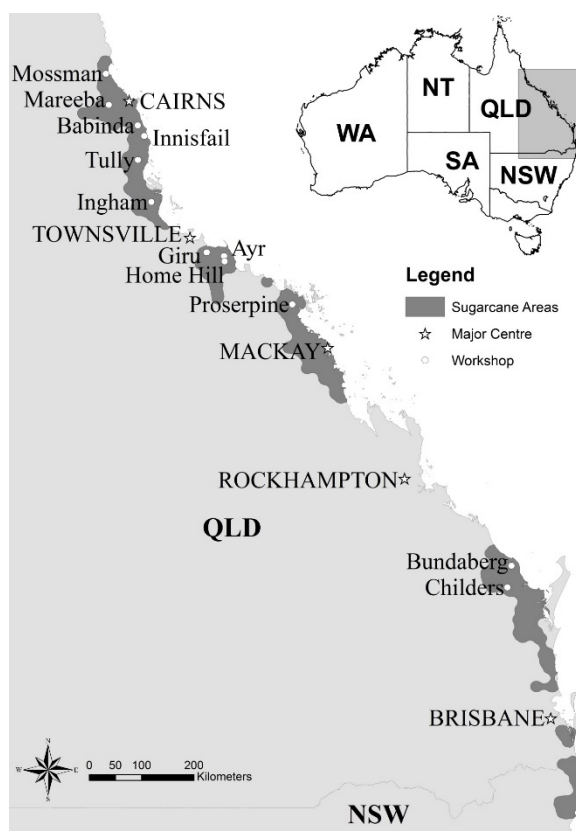 Mossman
Mareeba
CAIRNS
Babinda
Innisfail
Tully
Ingham
TOWNSVILLE
Giru
Ayr
Home Hill
Proserpine
MACKAY
ROCKHAMPTON
QLD
Bundaberg
Childers
BRISBANE
NSW
NT
QLD
WA
SA
NSW
Legend
Sugarcane Areas
Major Centre
Workshop
N
W
E
S
0 50 100 200
Kilometers